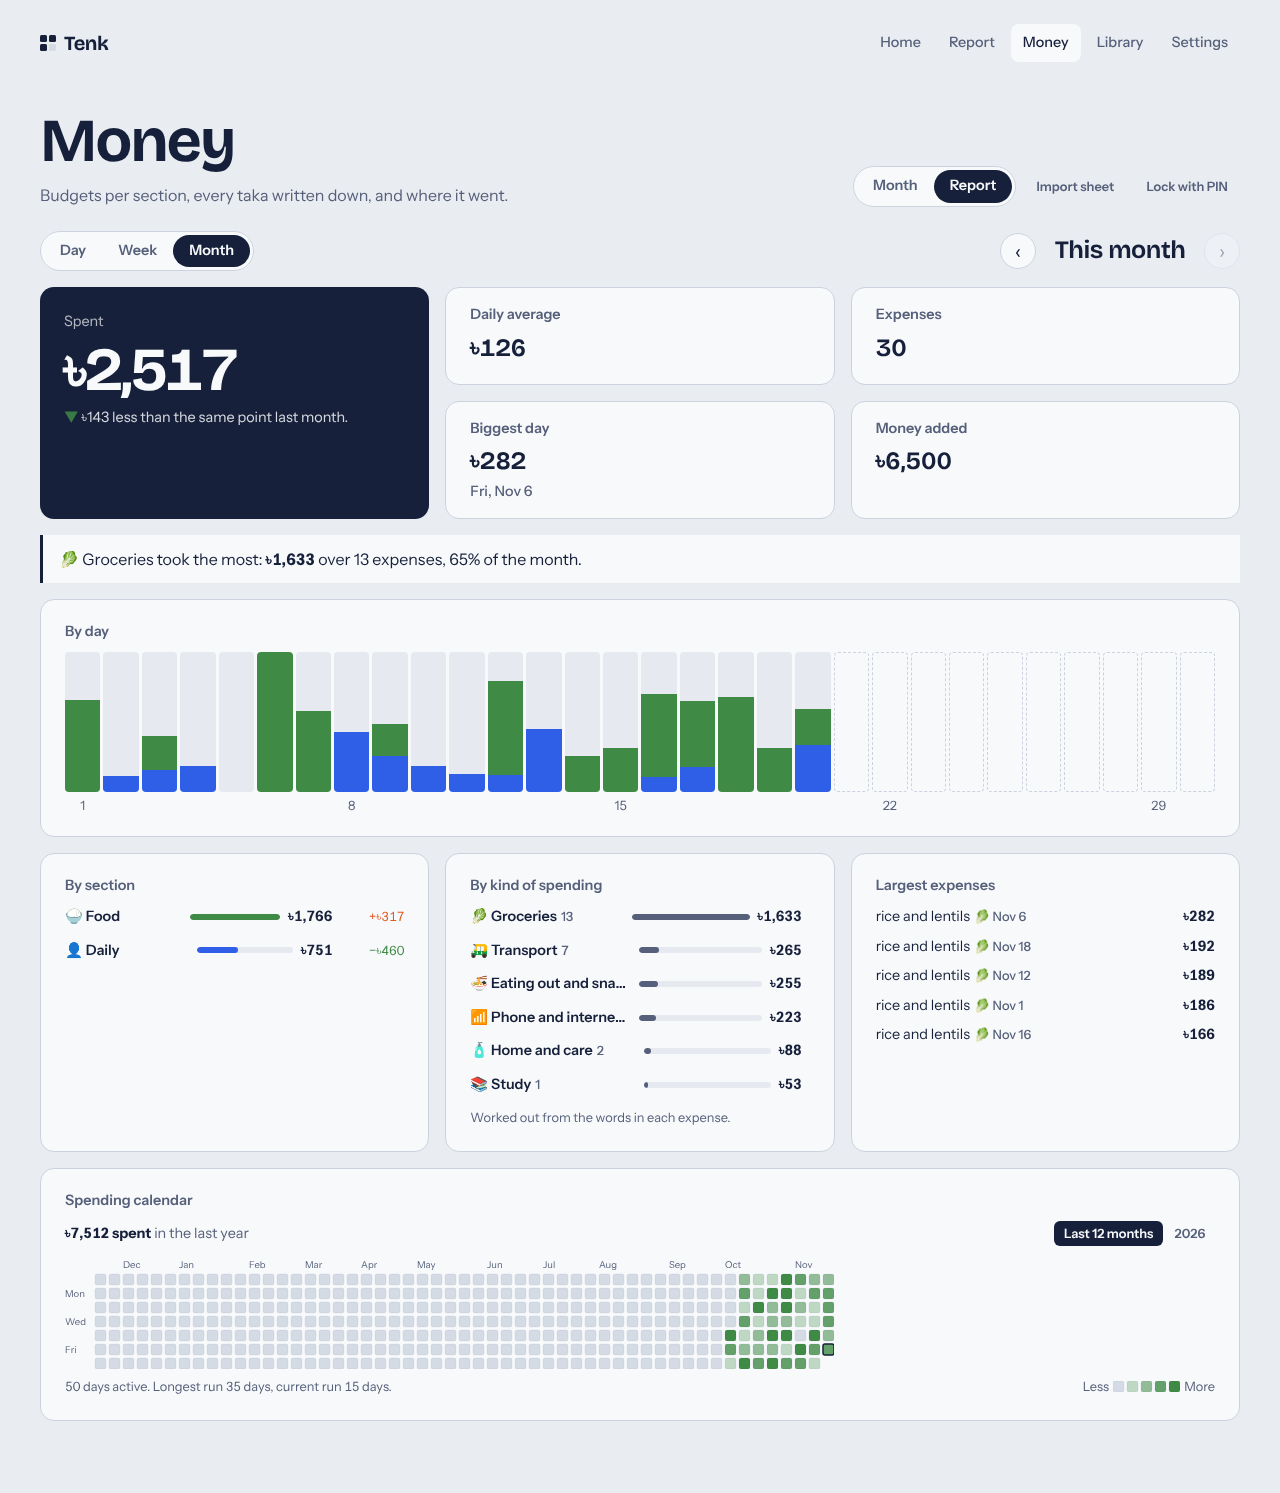 Tenk
Home Report Money Library Settings
Money
Budgets per section, every taka written down, and where it went.
Month Report Import sheet Lock with PIN
Day Week Month
‹ This month ›
Spent
৳2,517
▼ ৳143 less than the same point last month.
Daily average
৳126
Expenses
30
Biggest day
৳282
Fri, Nov 6
Money added
৳6,500
🥬 Groceries took the most: ৳1,633 over 13 expenses, 65% of the month.
By day
1 8 15 22 29
By section
🍚 Food ৳1,766 +৳317
👤 Daily ৳751 −৳460
By kind of spending
🥬 Groceries 13 ৳1,633
🛺 Transport 7 ৳265
🍜 Eating out and sna... ৳255
📶 Phone and interne... ৳223
🧴 Home and care 2 ৳88
📚 Study 1 ৳53
Worked out from the words in each expense.
Largest expenses
rice and lentils 🥬 Nov 6 ৳282
rice and lentils 🥬 Nov 18 ৳192
rice and lentils 🥬 Nov 12 ৳189
rice and lentils 🥬 Nov 1 ৳186
rice and lentils 🥬 Nov 16 ৳166
Spending calendar
৳7,512 spent in the last year
Last 12 months 2026
Dec Jan Feb Mar Apr May Jun Jul Aug Sep Oct Nov
Mon
Wed
Fri
50 days active. Longest run 35 days, current run 15 days.
Less More